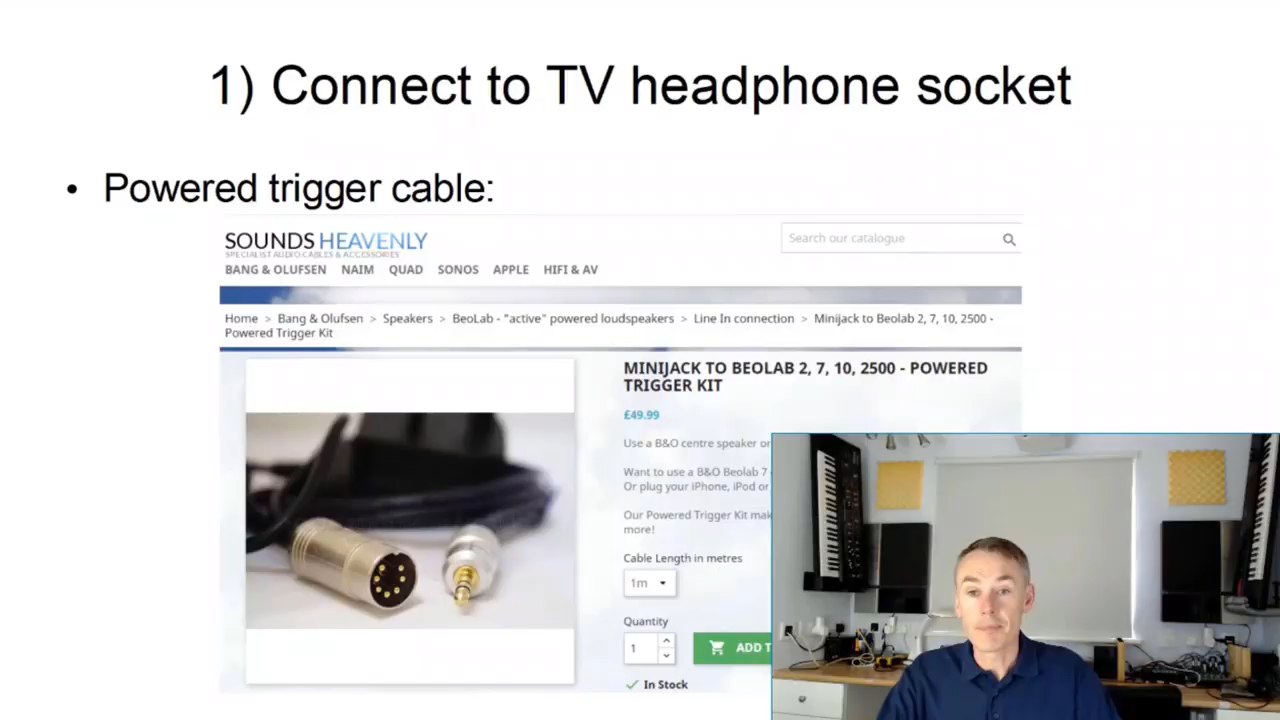 1) Connect to TV headphone socket
• Powered trigger cable:
SOUNDS HEAVENLY
SPECIALIST AUDIO CABLES & ACCESSORIES
Search our catalogue
BANG & OLUFSEN NAIM QUAD SONOS APPLE HIFI & AV
Home > Bang & Olufsen > Speakers > BeoLab - "active" powered loudspeakers > Line In connection > Minijack to Beolab 2, 7, 10, 2500 -
Powered Trigger Kit
MINIJACK TO BEOLAB 2, 7, 10, 2500 - POWERED
TRIGGER KIT
£49.99
Use a B&O centre speaker or
Want to use a B&O Beolab 7
Or plug your iPhone, iPod or
Our Powered Trigger Kit
more!
Cable Length in metres
1m
Quantity
1
ADD
In Stock